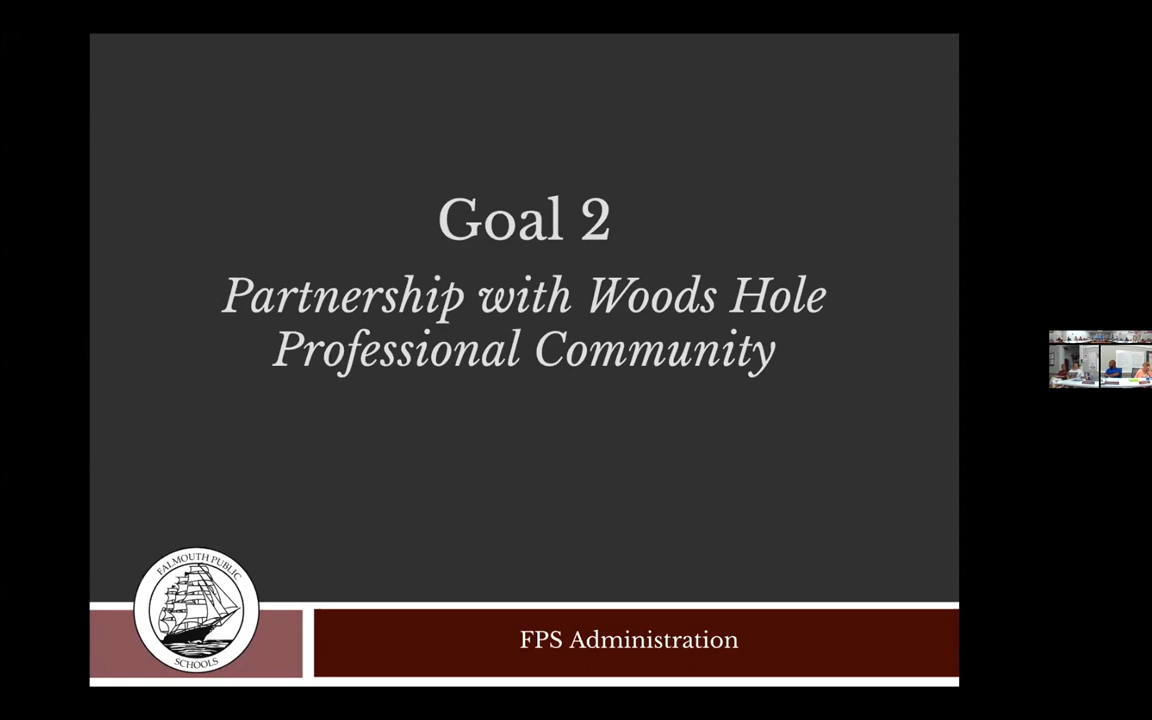 Goal 2
Partnership with Woods Hole
Professional Community
FALMOUTH PUBLIC
SCHOOLS
FPS Administration